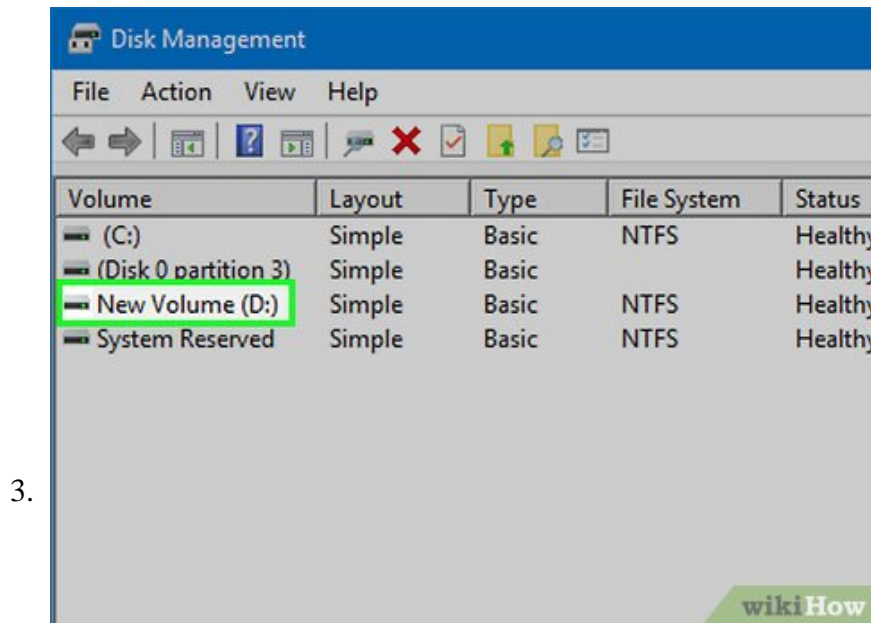 Disk Management
File Action View Help
Volume Layout Type File System Status
(C:) Simple Basic NTFS Healthy
(Disk 0 partition 3) Simple Basic Healthy
New Volume (D:) Simple Basic NTFS Healthy
System Reserved Simple Basic NTFS Healthy
3.
wikiHow